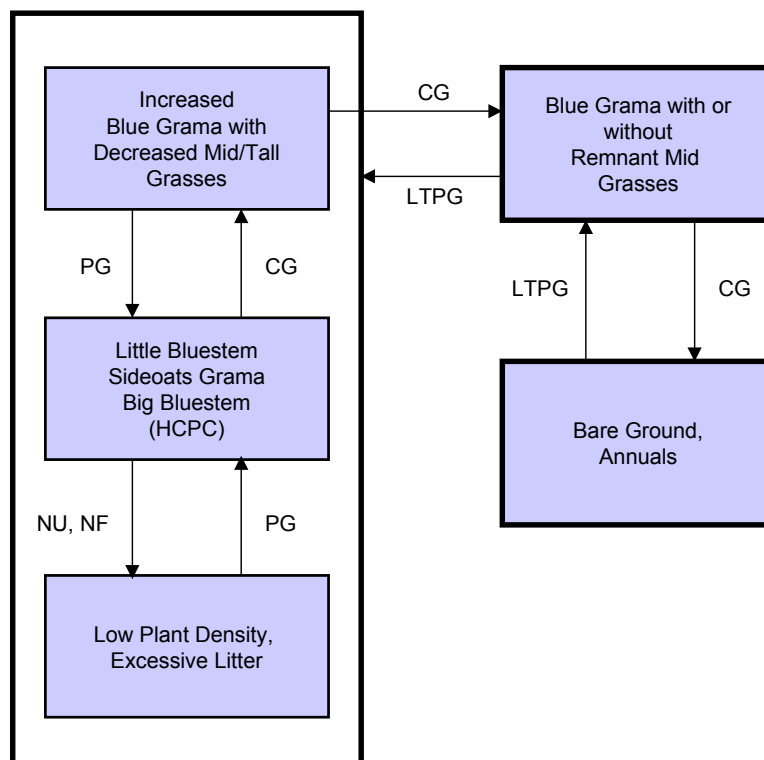 Increased
Blue Grama with
Decreased Mid/Tall
Grasses
CG
LTPG
Blue Grama with or
without
Remnant Mid
Grasses
PG
CG
LTPG
CG
Little Bluestem
Sideoats Grama
Big Bluestem
(HCPC)
Bare Ground,
Annuals
NU, NF
PG
Low Plant Density,
Excessive Litter